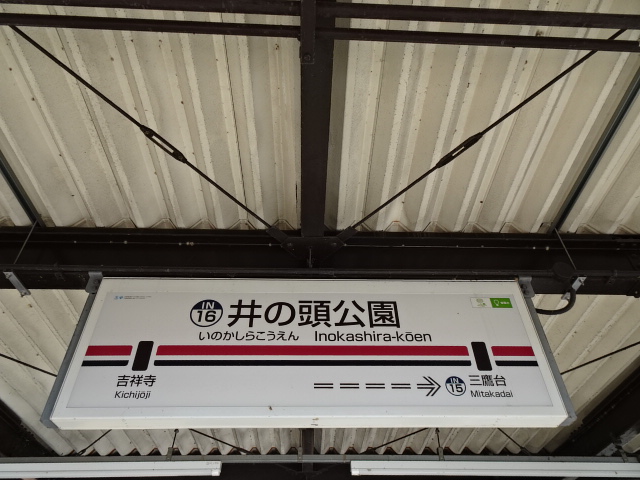 IN
16
井の頭公園
いのかしらこうえん Inokashira-kōen
吉祥寺
Kichijōji
IN
15
三鷹台
Mitakadai